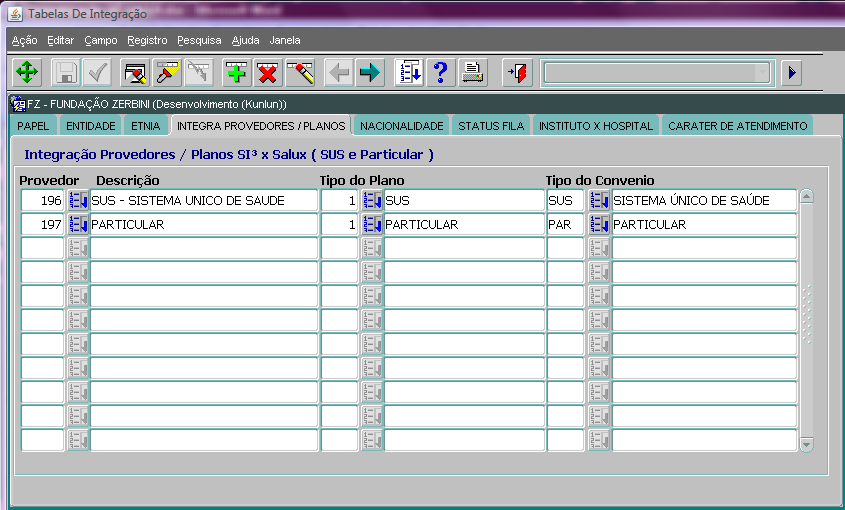 Tabelas De Integração
Ação Editar Campo Registro Pesquisa Ajuda Janela
FZ - FUNDAÇÃO ZERBINI (Desenvolvimento (Kunlun))
PAPEL ENTIDADE ETNIA INTEGRA PROVEDORES / PLANOS NACIONALIDADE STATUS FILA INSTITUTO X HOSPITAL CARATER DE ATENDIMENTO
Integração Provedores / Planos SI³ x Salux ( SUS e Particular )
Provedor Descrição Tipo do Plano Tipo do Convenio
196 SUS - SISTEMA UNICO DE SAUDE 1 SUS SUS SISTEMA ÚNICO DE SAÚDE
197 PARTICULAR 1 PARTICULAR PAR PARTICULAR